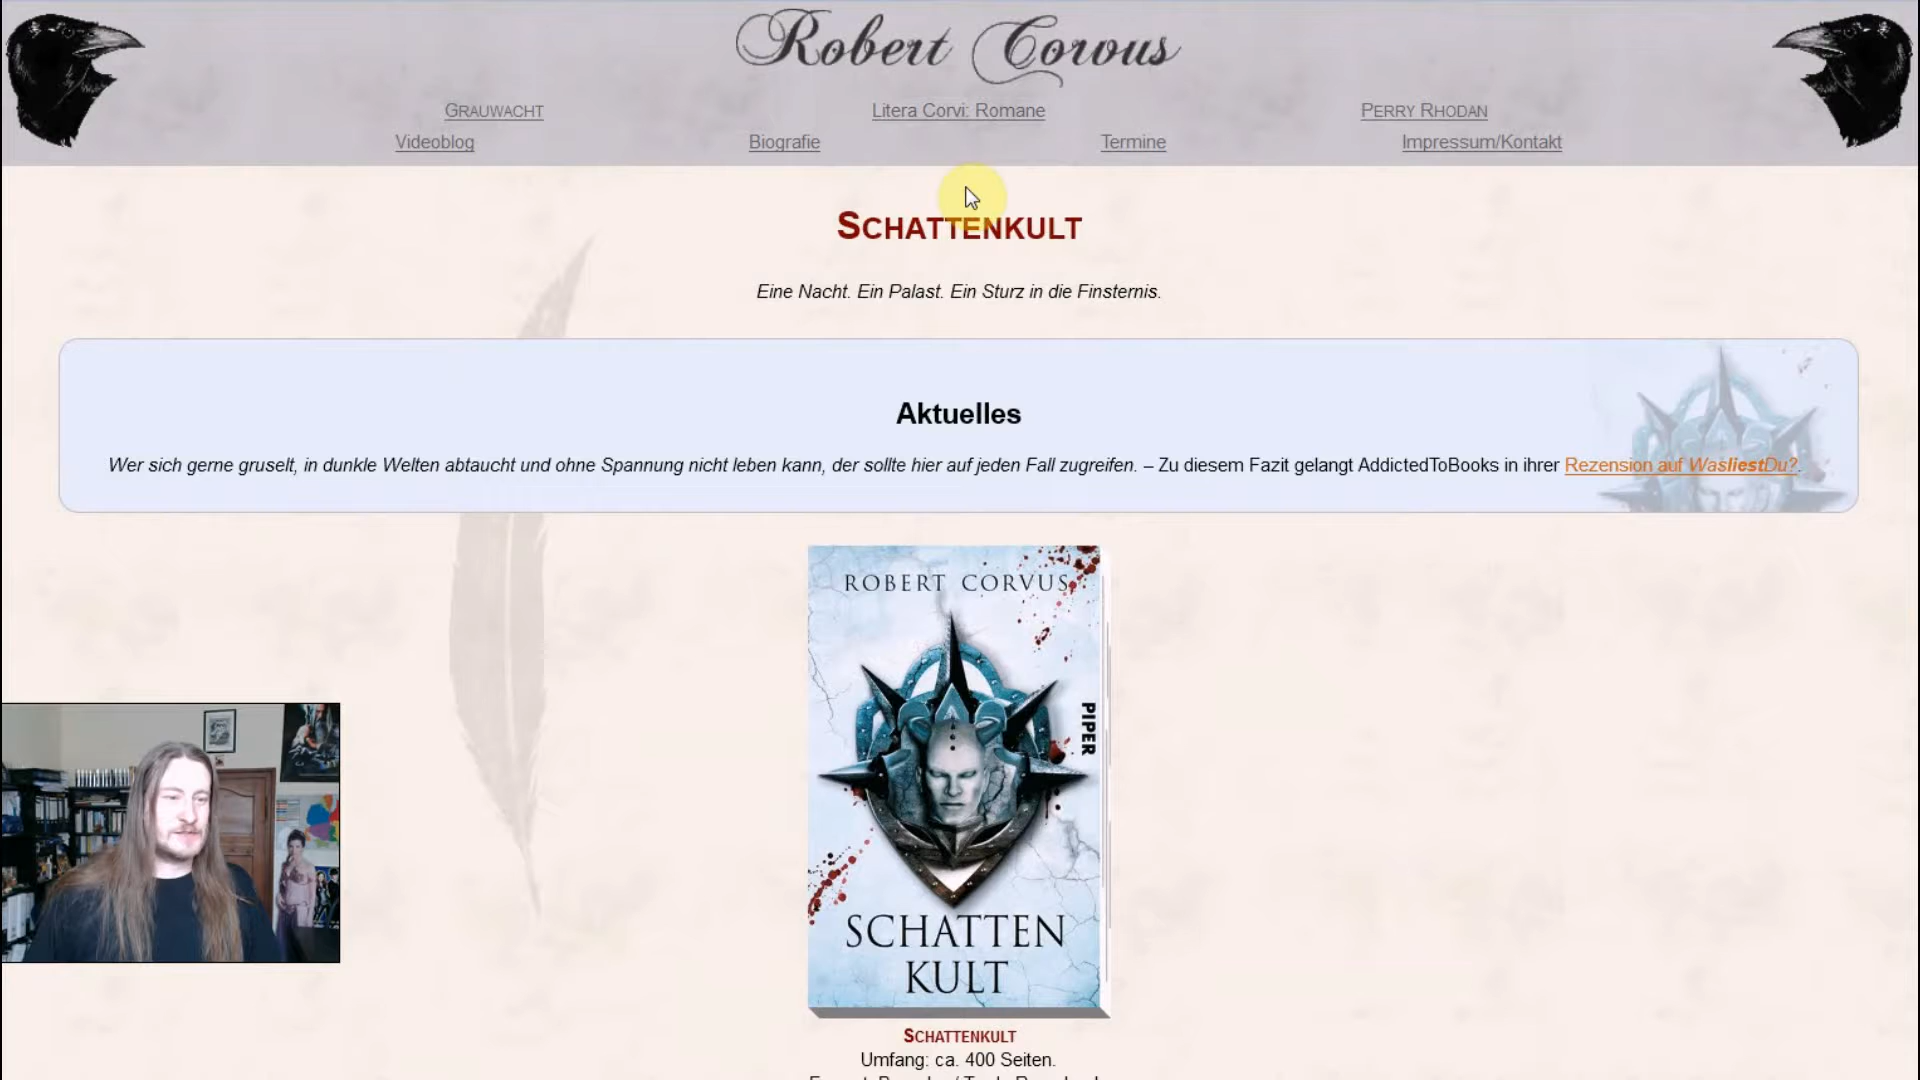 Robert Corvus
GRAUWACHT
Litera Corvi: Romane
PERRY RHODAN
Videoblog
Biografie
Termine
Impressum/Kontakt
SCHATTENKULT
Eine Nacht. Ein Palast. Ein Sturz in die Finsternis.
Aktuelles
Wer sich gerne gruselt, in dunkle Welten abtaucht und ohne Spannung nicht leben kann, der sollte hier auf jeden Fall zugreifen. – Zu diesem Fazit gelangt AddictedToBooks in ihrer Rezension auf WasliestDu?.
ROBERT CORVUS
PIPER
SCHATTEN
KULT
SCHATTENKULT
Umfang: ca. 400 Seiten.